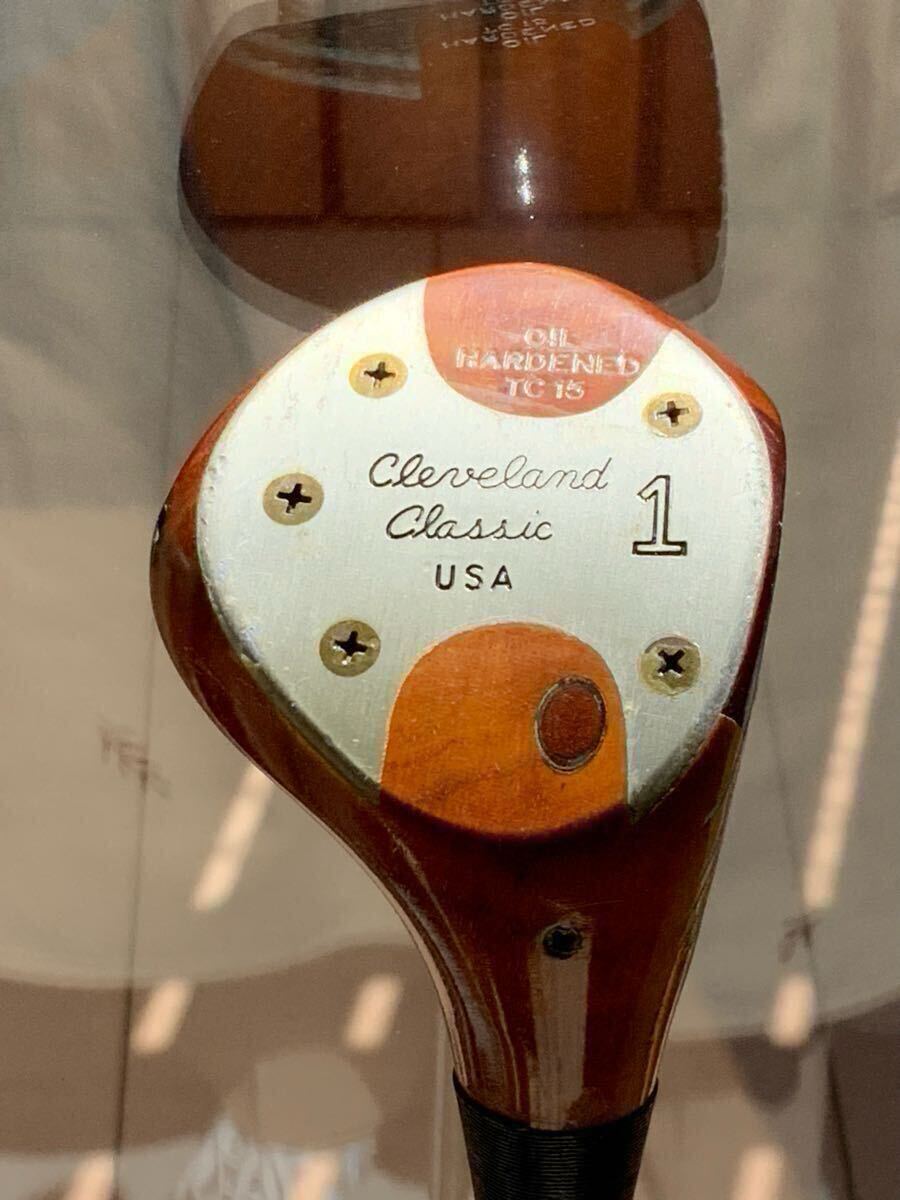 OIL
HARDENED
TC 15
Cleveland
Classic
USA
1